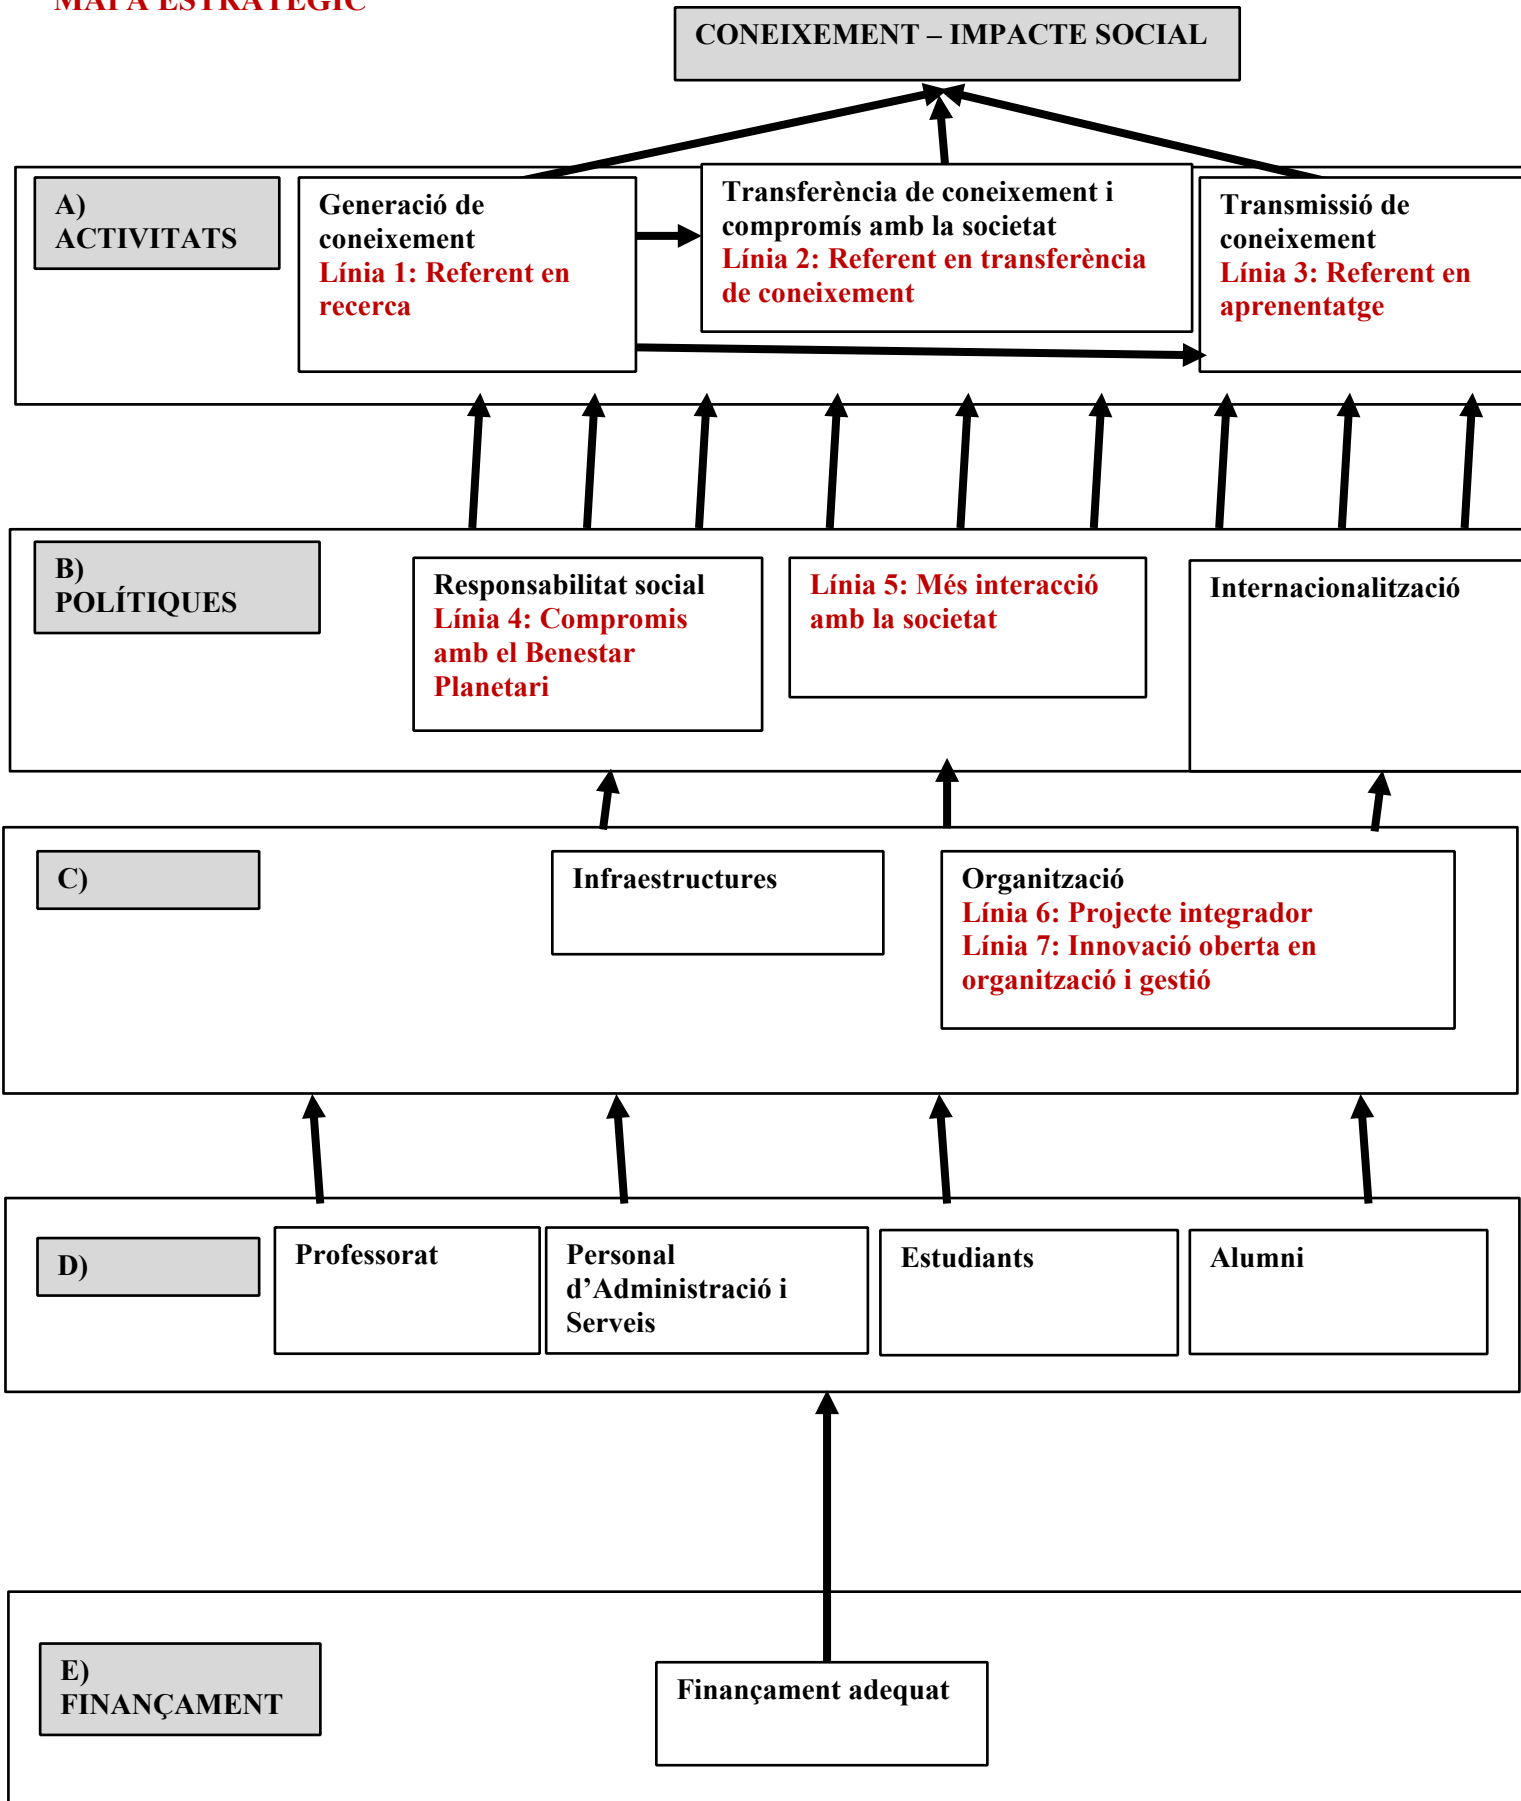 MAPA ESTRATÈGIC
CONEIXEMENT – IMPACTE SOCIAL
A)
ACTIVITATS
Generació de
coneixement
Línia 1: Referent en
recerca
Transferència de coneixement i
compromís amb la societat
Línia 2: Referent en transferència
de coneixement
Transmissió de
coneixement
Línia 3: Referent en
aprenentatge
B)
POLÍTIQUES
Responsabilitat social
Línia 4: Compromis
amb el Benestar
Planetari
Línia 5: Més interacció
amb la societat
Internacionalització
C)
Infraestructures
Organització
Línia 6: Projecte integrador
Línia 7: Innovació oberta en
organització i gestió
D)
Professorat
Personal
d’Administració i
Serveis
Estudiants
Alumni
E)
FINANÇAMENT
Finançament adequat